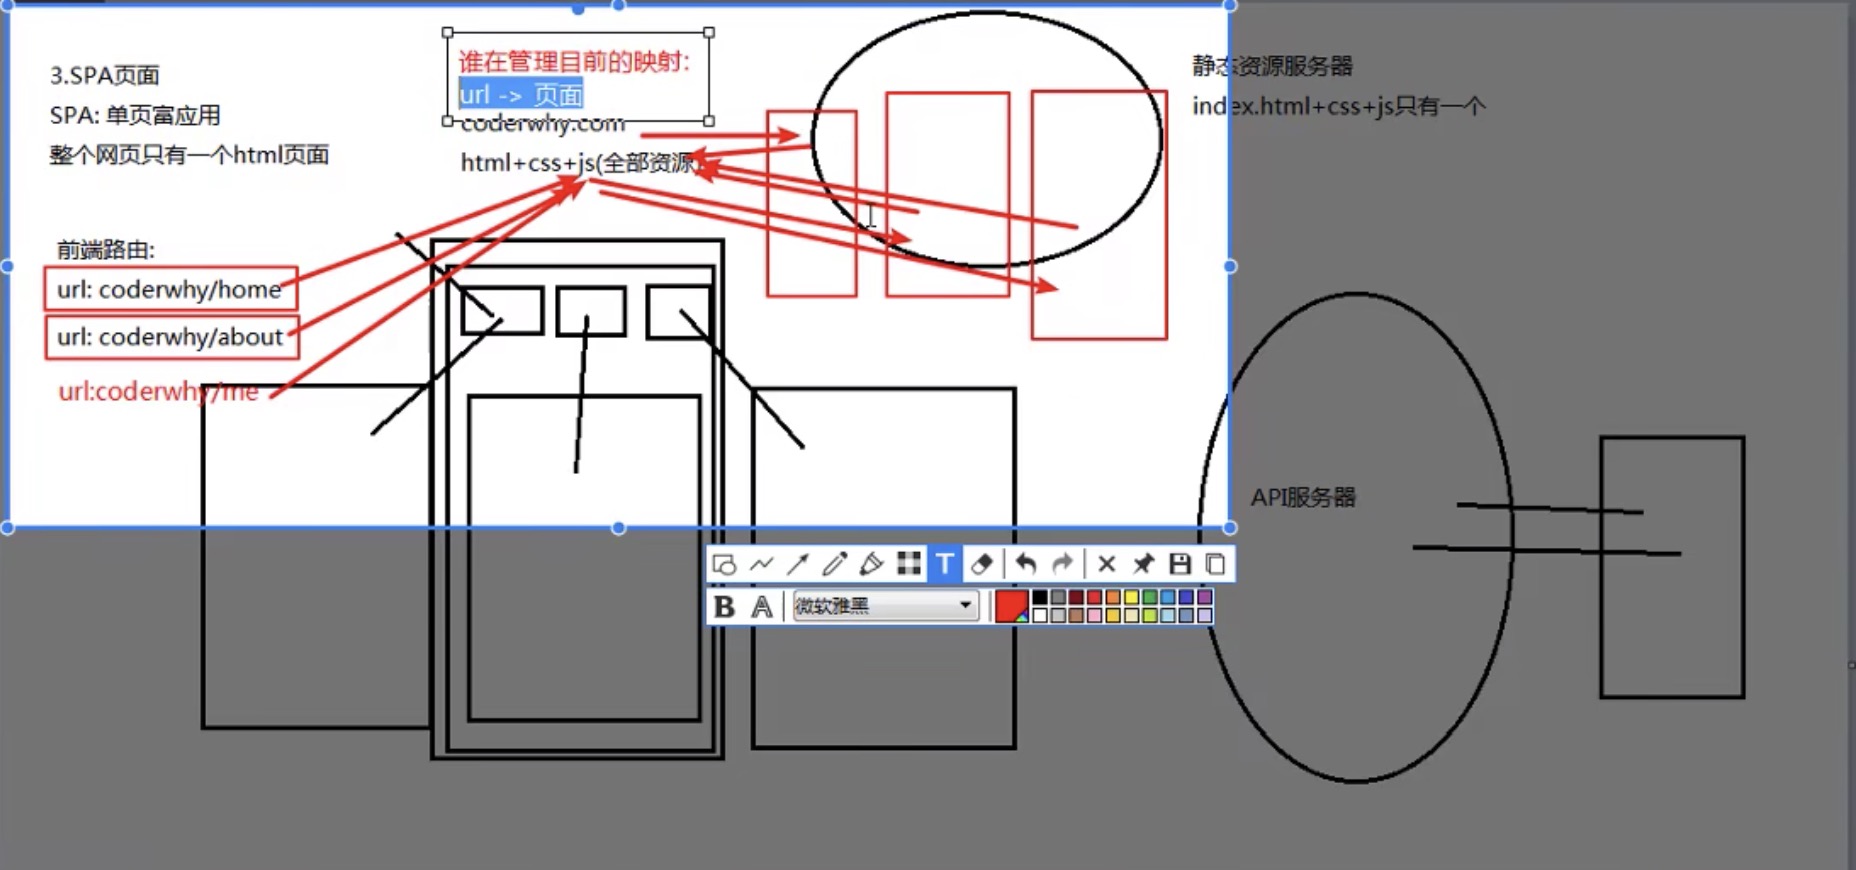 3.SPA页面
SPA: 单页富应用
整个网页只有一个html页面
谁在管理目前的映射:
url -> 页面
coderwhy.com
html+css+js(全部资源)
静态资源服务器
index.html+css+js只有一个
前端路由:
url: coderwhy/home
url: coderwhy/about
url:coderwhy/me
API服务器
T
B A 微软雅黑